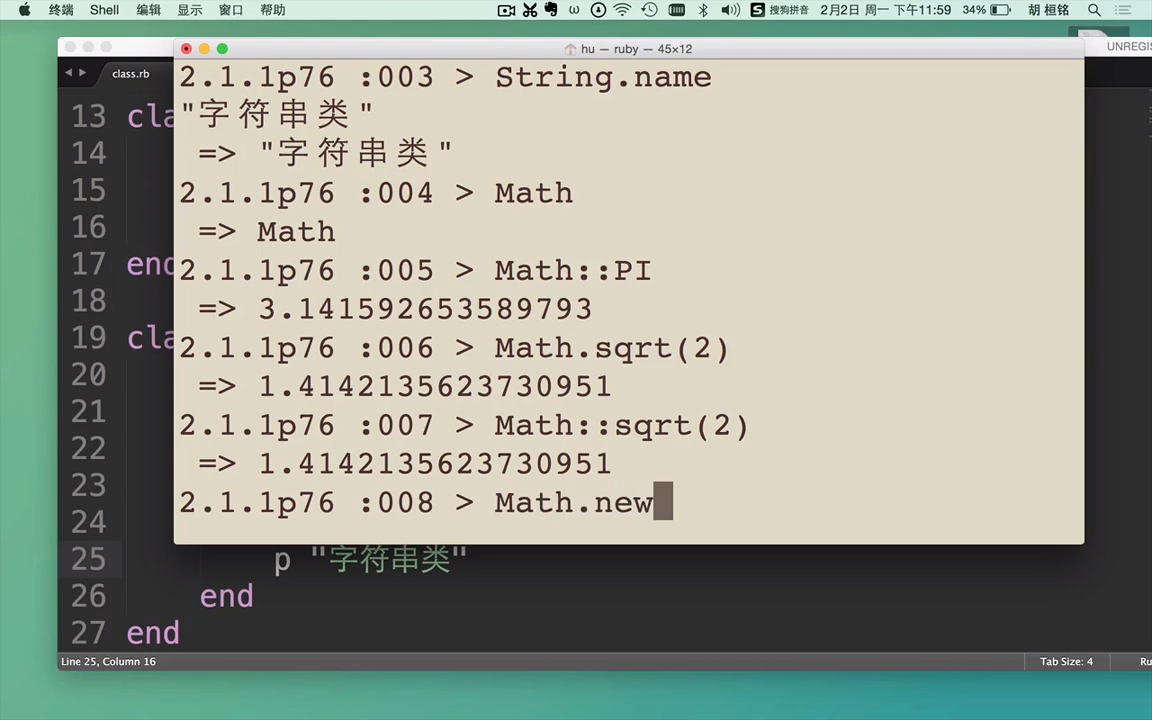 终端 Shell 编辑 显示 窗口 帮助 搜狗拼音 2月2日 周一 下午11:59 34% 胡 桓铭
hu — ruby — 45×12
UNREGIS
class.rb
2.1.1p76 :003 > String.name
"字符串类"
=> "字符串类"
2.1.1p76 :004 > Math
=> Math
2.1.1p76 :005 > Math::PI
=> 3.141592653589793
2.1.1p76 :006 > Math.sqrt(2)
=> 1.4142135623730951
2.1.1p76 :007 > Math::sqrt(2)
=> 1.4142135623730951
2.1.1p76 :008 > Math.new
13 cla
14
15
16
17 end
18
19 cla
20
21
22
23
24
25 p "字符串类"
26 end
27 end
Line 25, Column 16 Tab Size: 4 Ru